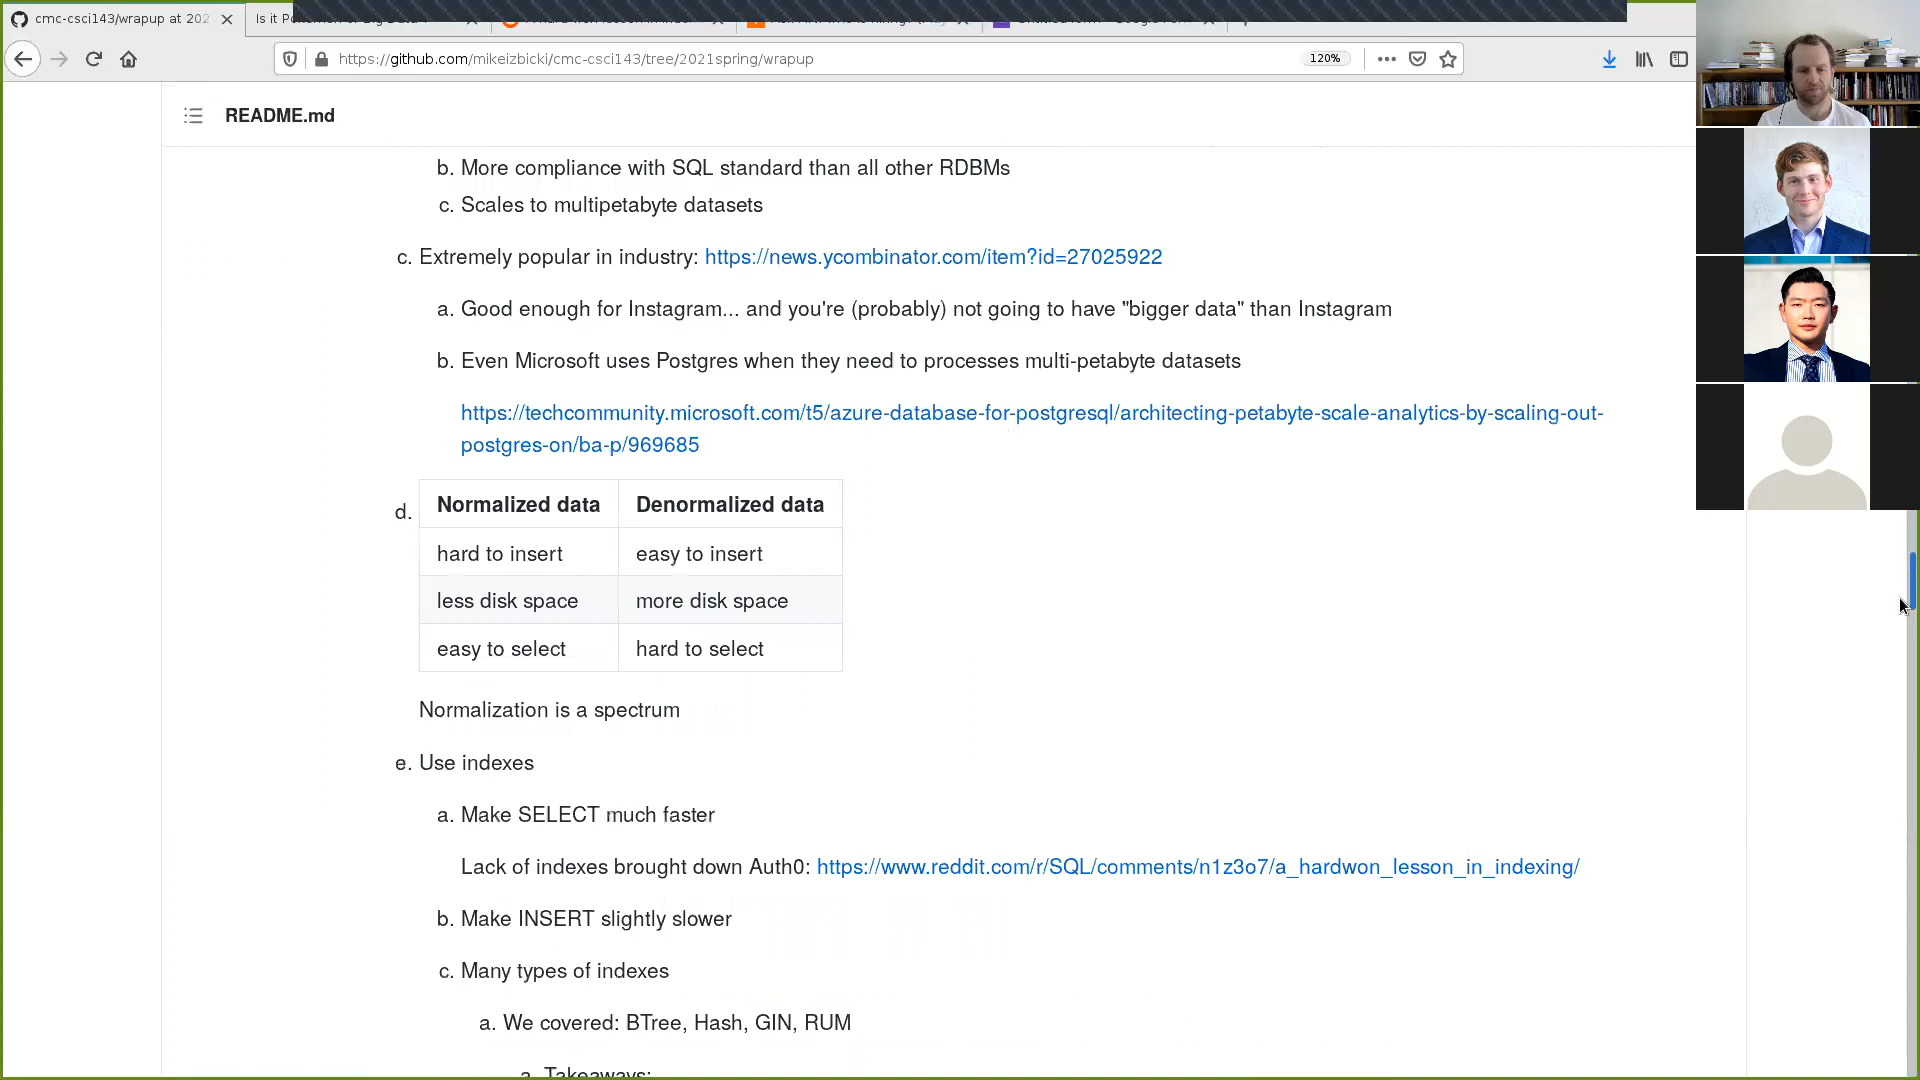 cmc-csci143/wrapup at 202
https://github.com/mikeizbicki/cmc-csci143/tree/2021spring/wrapup
120%
README.md
b. More compliance with SQL standard than all other RDBMs
c. Scales to multipetabyte datasets
c. Extremely popular in industry: https://news.ycombinator.com/item?id=27025922
a. Good enough for Instagram... and you're (probably) not going to have "bigger data" than Instagram
b. Even Microsoft uses Postgres when they need to processes multi-petabyte datasets
https://techcommunity.microsoft.com/t5/azure-database-for-postgresql/architecting-petabyte-scale-analytics-by-scaling-out-
postgres-on/ba-p/969685
d.
Normalized data Denormalized data
hard to insert easy to insert
less disk space more disk space
easy to select hard to select
Normalization is a spectrum
e. Use indexes
a. Make SELECT much faster
Lack of indexes brought down Auth0: https://www.reddit.com/r/SQL/comments/n1z3o7/a_hardwon_lesson_in_indexing/
b. Make INSERT slightly slower
c. Many types of indexes
a. We covered: BTree, Hash, GIN, RUM
a. Takeaways: